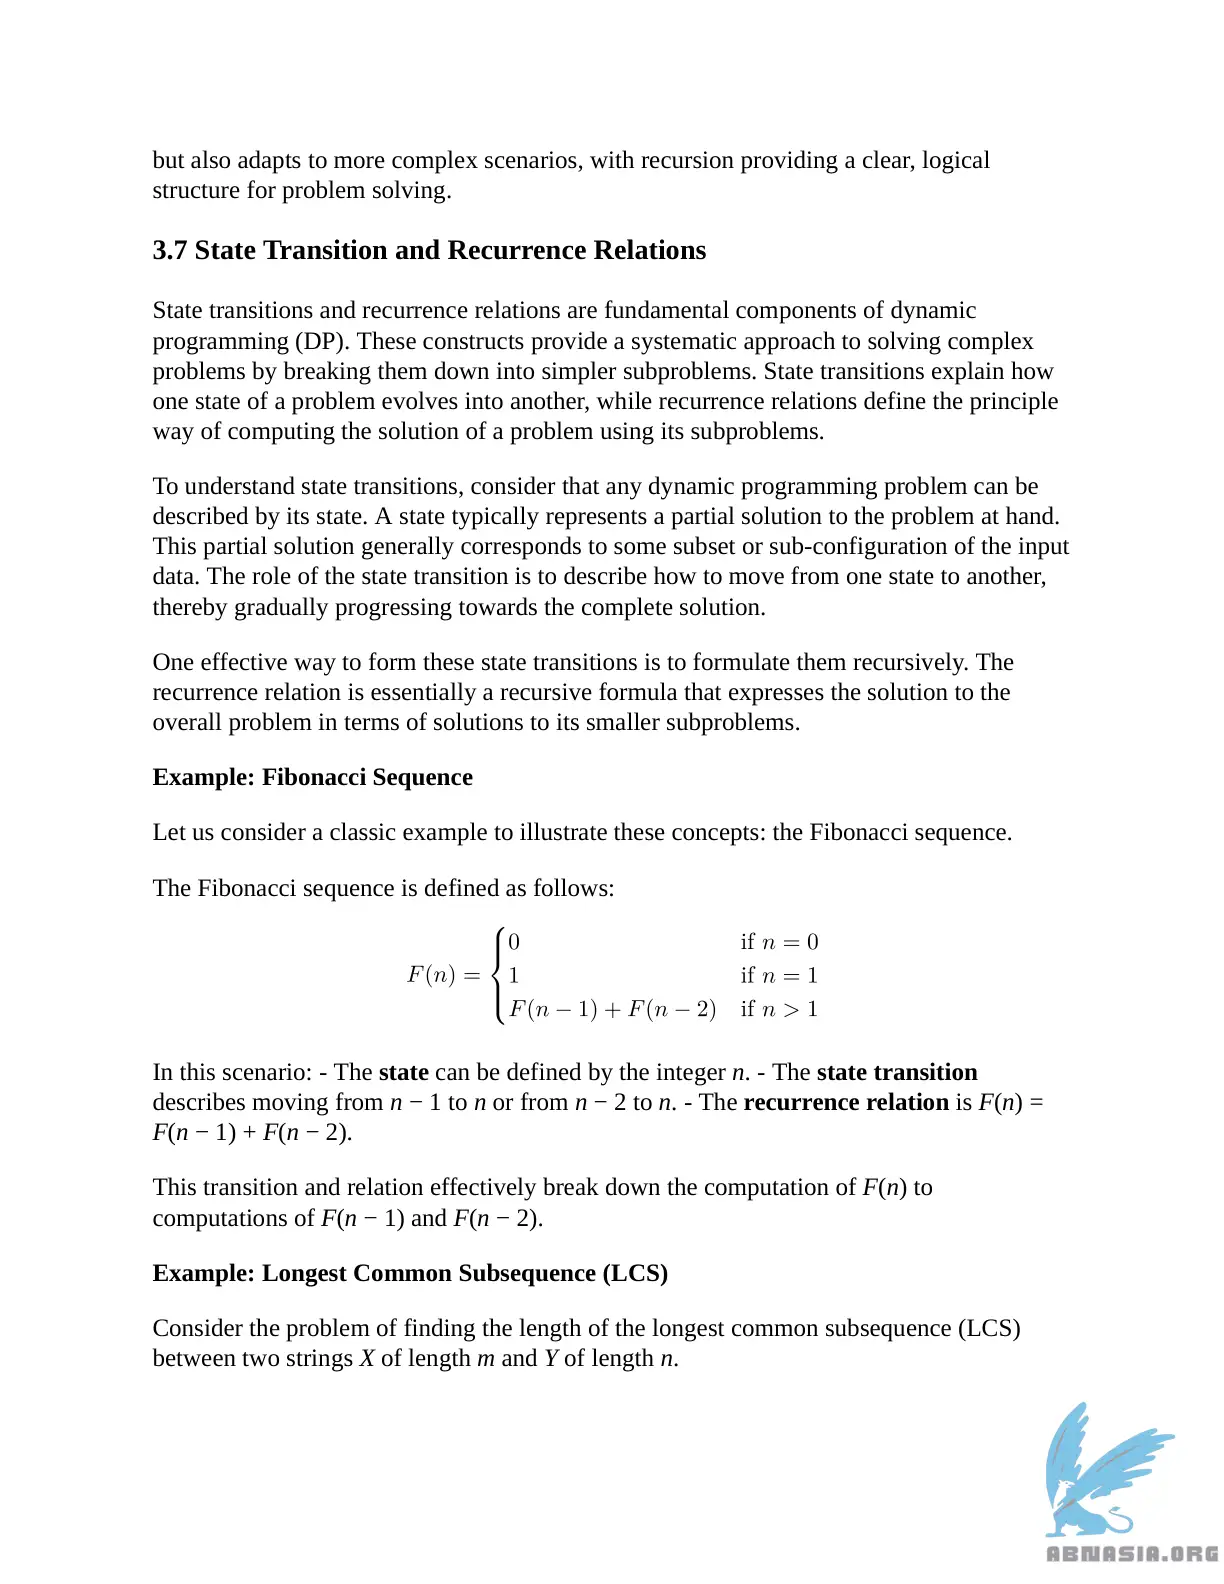 but also adapts to more complex scenarios, with recursion providing a clear, logical
structure for problem solving.
3.7 State Transition and Recurrence Relations
State transitions and recurrence relations are fundamental components of dynamic
programming (DP). These constructs provide a systematic approach to solving complex
problems by breaking them down into simpler subproblems. State transitions explain how
one state of a problem evolves into another, while recurrence relations define the principle
way of computing the solution of a problem using its subproblems.
To understand state transitions, consider that any dynamic programming problem can be
described by its state. A state typically represents a partial solution to the problem at hand.
This partial solution generally corresponds to some subset or sub-configuration of the input
data. The role of the state transition is to describe how to move from one state to another,
thereby gradually progressing towards the complete solution.
One effective way to form these state transitions is to formulate them recursively. The
recurrence relation is essentially a recursive formula that expresses the solution to the
overall problem in terms of solutions to its smaller subproblems.
Example: Fibonacci Sequence
Let us consider a classic example to illustrate these concepts: the Fibonacci sequence.
The Fibonacci sequence is defined as follows:
0 if n = 0
F(n) = { 1 if n = 1
F(n − 1) + F(n − 2) if n > 1
In this scenario: - The state can be defined by the integer n. - The state transition
describes moving from n − 1 to n or from n − 2 to n. - The recurrence relation is F(n) =
F(n − 1) + F(n − 2).
This transition and relation effectively break down the computation of F(n) to
computations of F(n − 1) and F(n − 2).
Example: Longest Common Subsequence (LCS)
Consider the problem of finding the length of the longest common subsequence (LCS)
between two strings X of length m and Y of length n.
ABNASIA.ORG